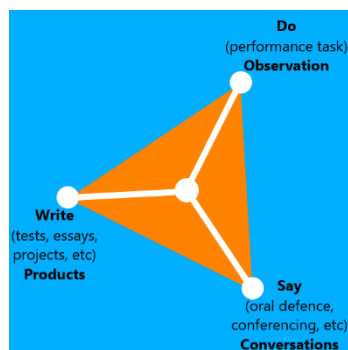 Do
(performance task)
Observation
Write
(tests, essays,
projects, etc)
Products
Say
(oral defence,
conferencing, etc)
Conversations